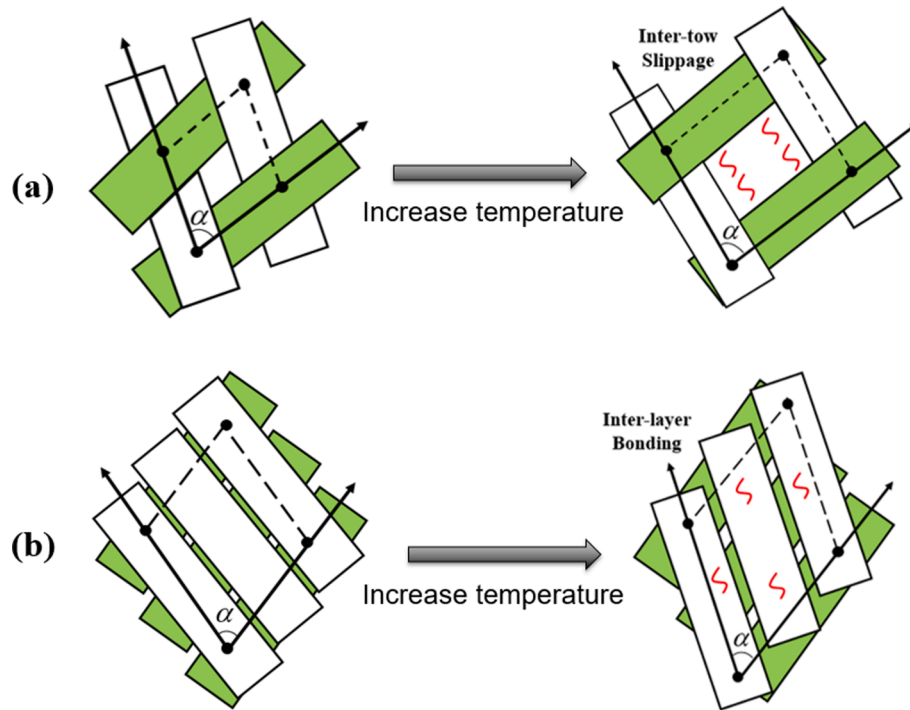 Inter-tow
Slippage
(a)
α
Increase temperature
α
Inter-layer
Bonding
(b)
α
Increase temperature
α